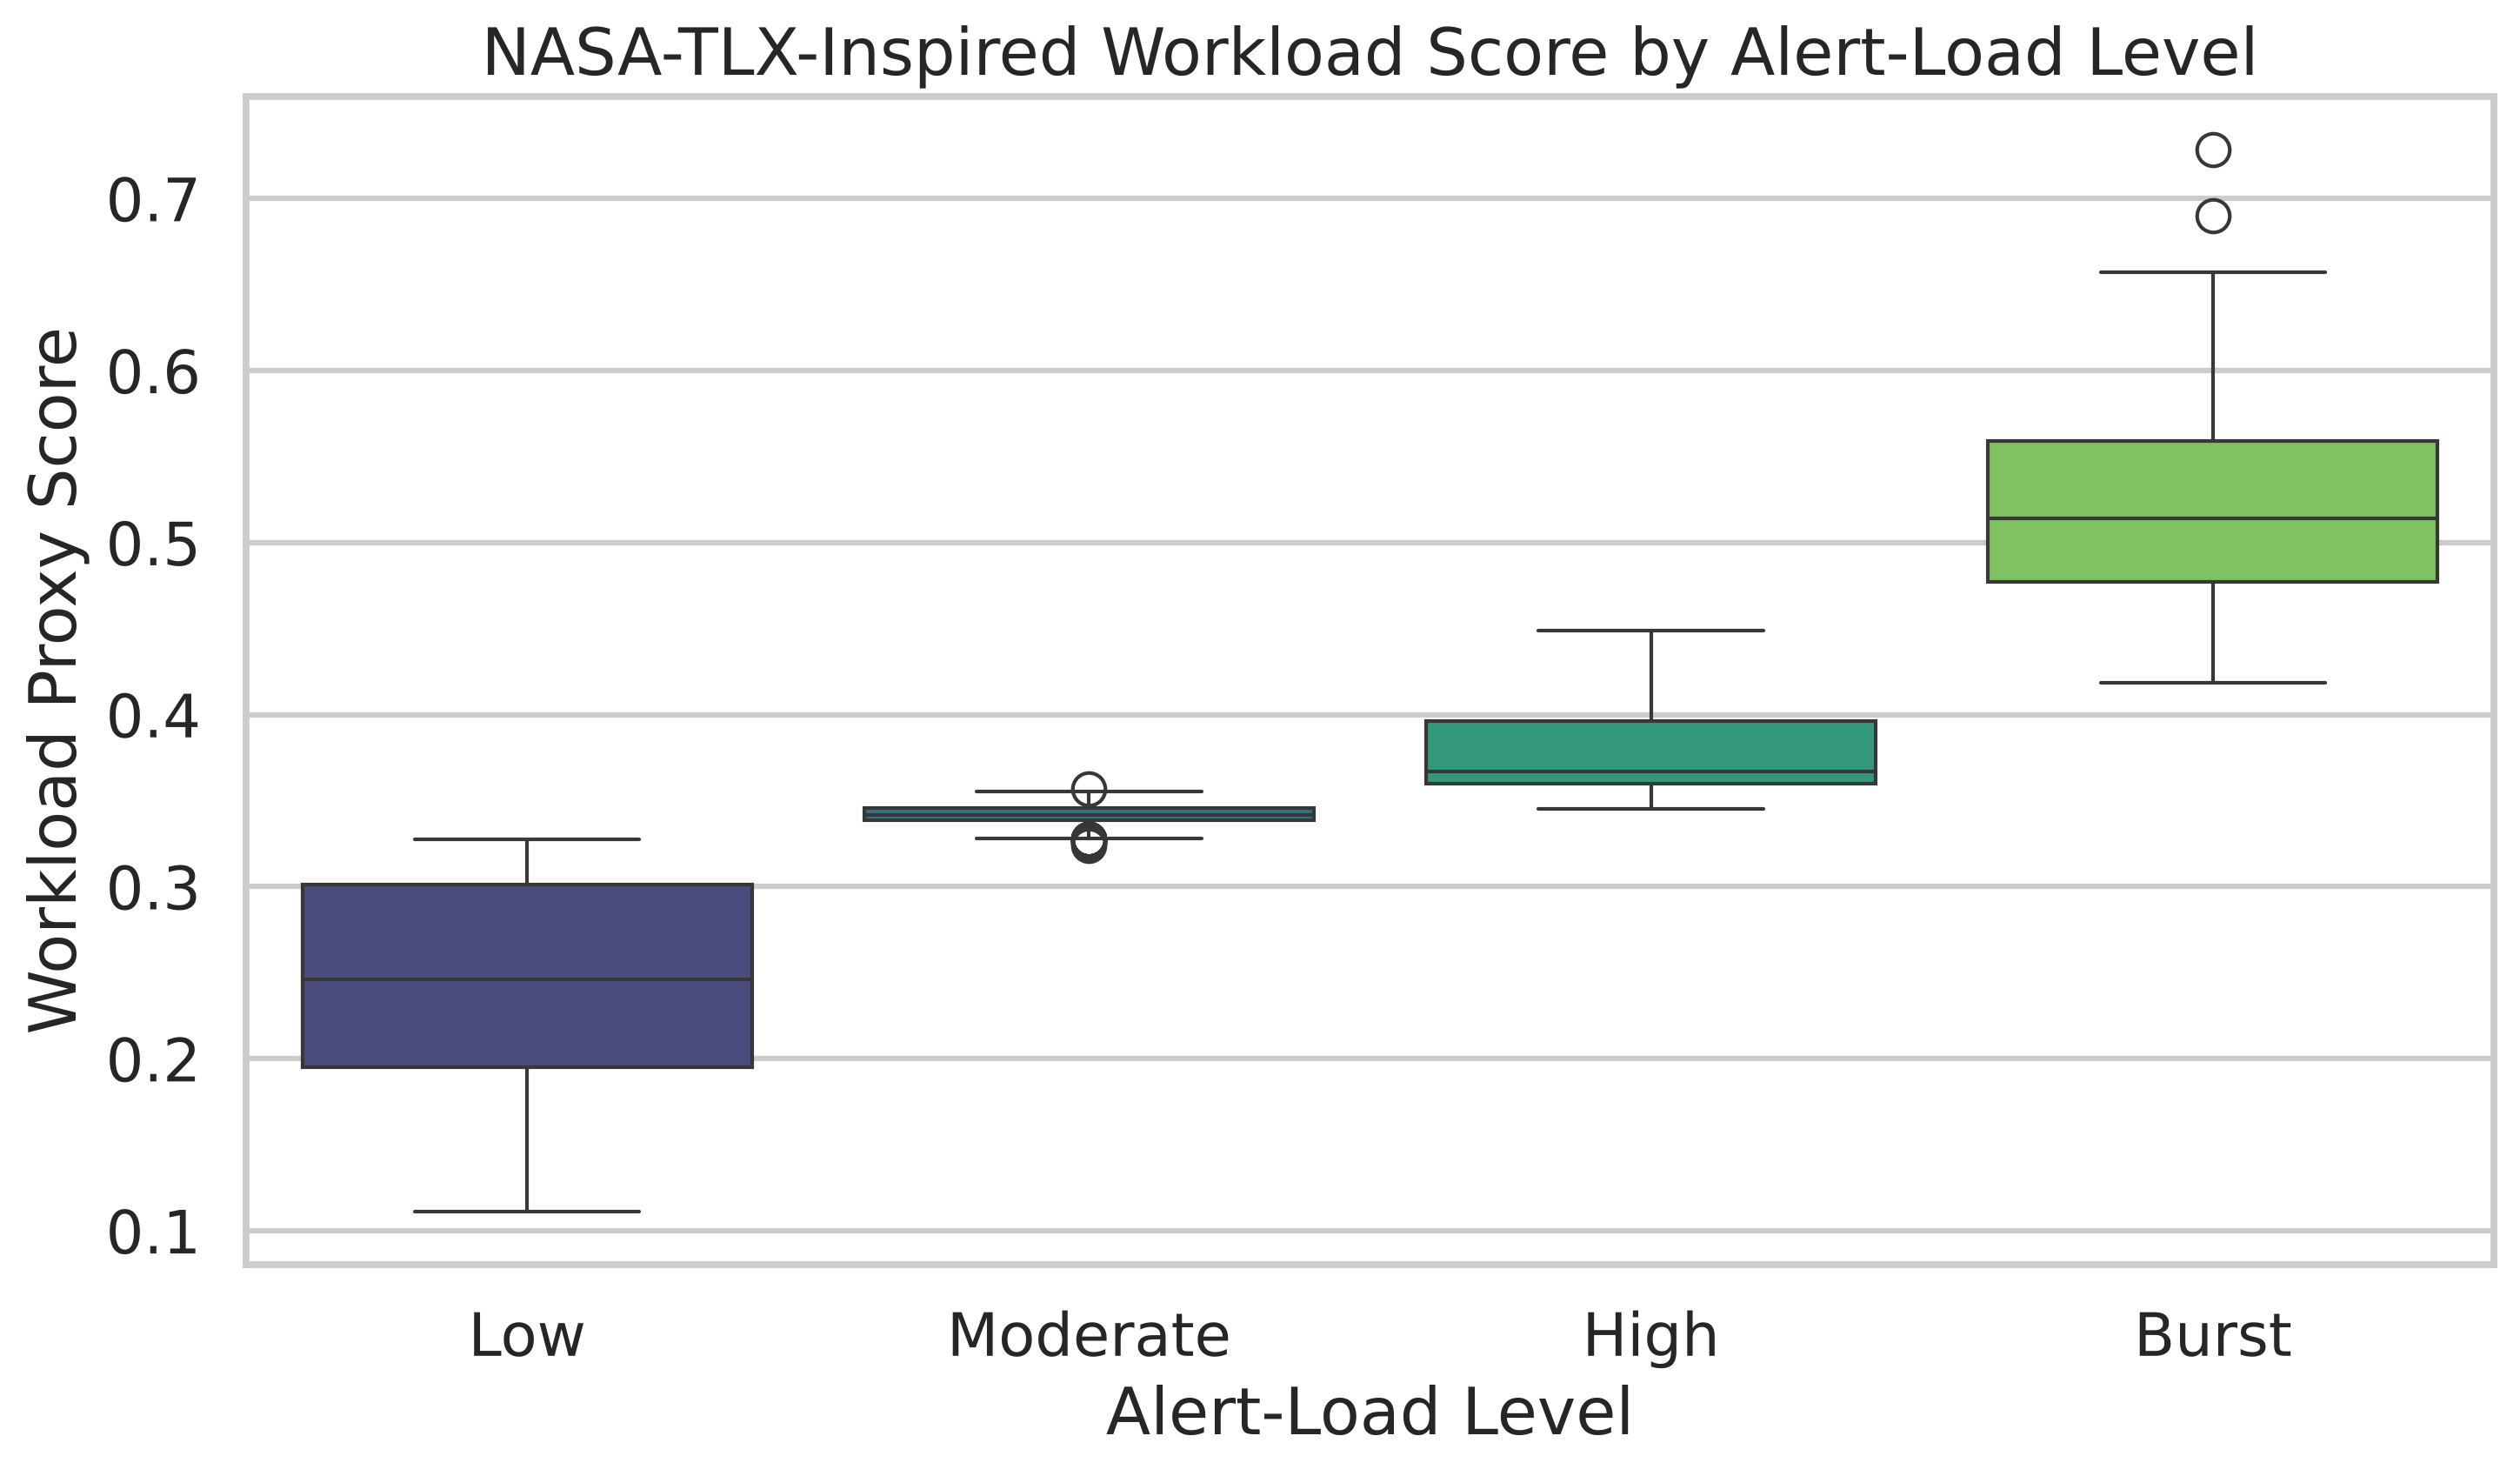 NASA-TLX-Inspired Workload Score by Alert-Load Level
Workload Proxy Score
0.7
0.6
0.5
0.4
0.3
0.2
0.1
Low Moderate High Burst
Alert-Load Level